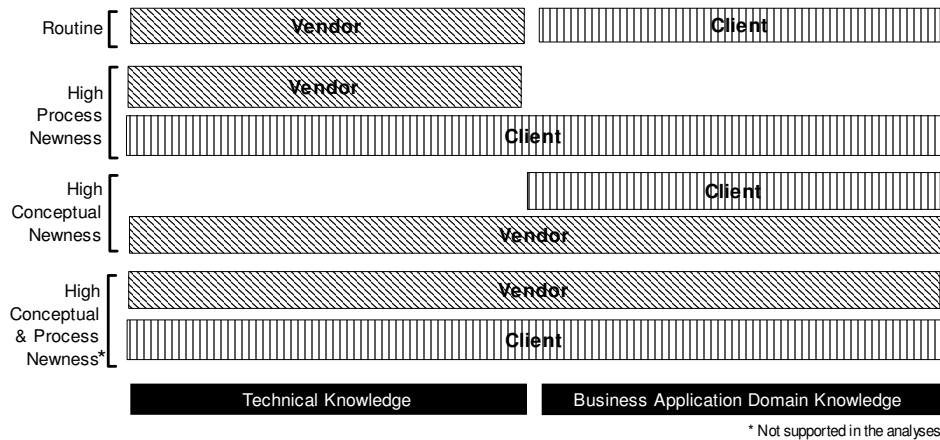 Routine
Vendor
Client
High
Process
Newness
Vendor
Client
High
Conceptual
Newness
Client
Vendor
High
Conceptual
& Process
Newness*
Vendor
Client
Technical Knowledge
Business Application Domain Knowledge
* Not supported in the analyses